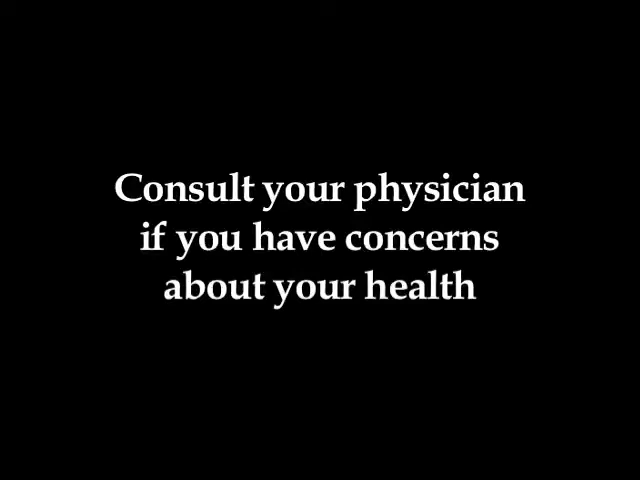 Consult your physician
if you have concerns
about your health